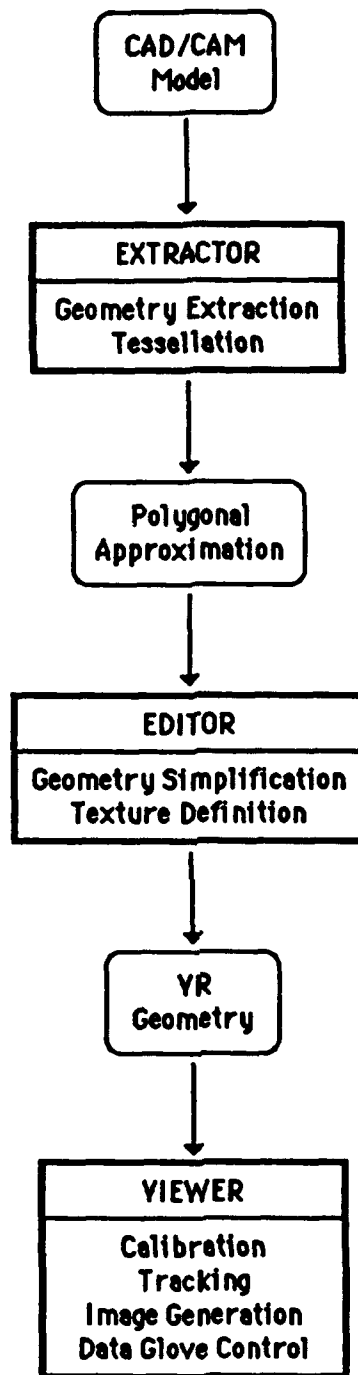 CAD/CAM
Model
EXTRACTOR
Geometry Extraction
Tessallation
Polygonal
Approximation
EDITOR
Geometry Simplification
Texture Definition
VR
Geometry
VIEWER
Calibration
Tracking
Image Generation
Data Glove Control